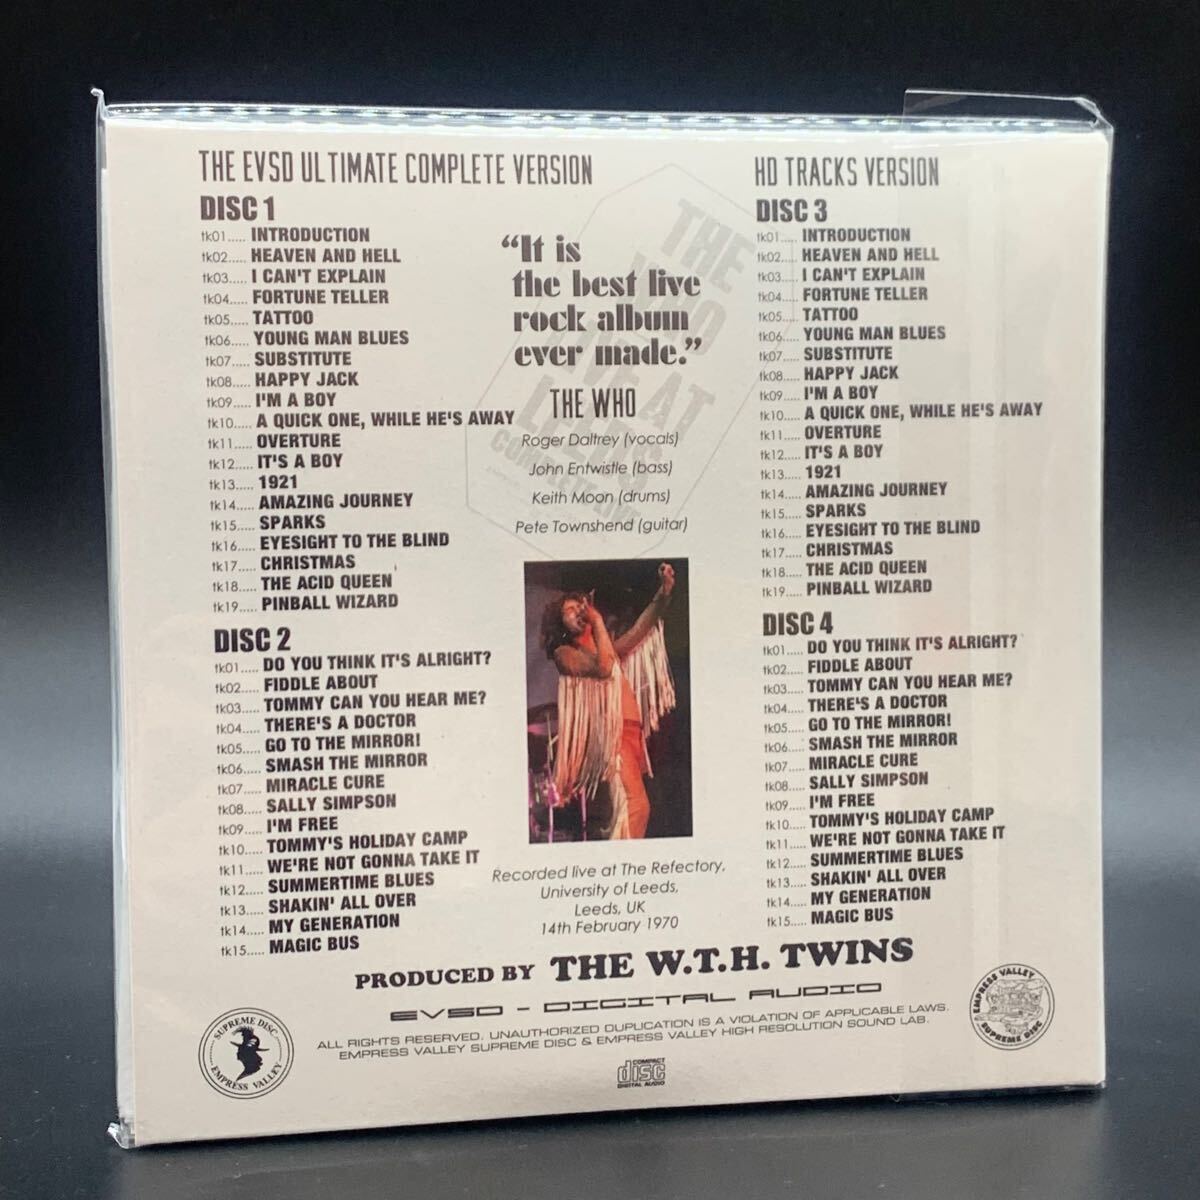 THE EVSD ULTIMATE COMPLETE VERSION
DISC 1
tk01..... INTRODUCTION
tk02..... HEAVEN AND HELL
tk03..... I CAN'T EXPLAIN
tk04..... FORTUNE TELLER
tk05..... TATTOO
tk06..... YOUNG MAN BLUES
tk07..... SUBSTITUTE
tk08..... HAPPY JACK
tk09..... I'M A BOY
tk10..... A QUICK ONE, WHILE HE'S AWAY
tk11..... OVERTURE
tk12..... IT'S A BOY
tk13..... 1921
tk14..... AMAZING JOURNEY
tk15..... SPARKS
tk16..... EYESIGHT TO THE BLIND
tk17..... CHRISTMAS
tk18..... THE ACID QUEEN
tk19..... PINBALL WIZARD
DISC 2
tk01..... DO YOU THINK IT'S ALRIGHT?
tk02..... FIDDLE ABOUT
tk03..... TOMMY CAN YOU HEAR ME?
tk04..... THERE'S A DOCTOR
tk05..... GO TO THE MIRROR!
tk06..... SMASH THE MIRROR
tk07..... MIRACLE CURE
tk08..... SALLY SIMPSON
tk09..... I'M FREE
tk10..... TOMMY'S HOLIDAY CAMP
tk11..... WE'RE NOT GONNA TAKE IT
tk12..... SUMMERTIME BLUES
tk13..... SHAKIN' ALL OVER
tk14..... MY GENERATION
tk15..... MAGIC BUS
"It is
the best live
rock album
ever made."
THE WHO
Roger Daltrey (vocals)
John Entwistle (bass)
Keith Moon (drums)
Pete Townshend (guitar)
THE
WHO
LIVE AT
LEEDS
COMPLETE LIVE
Recorded live at The Refectory,
University of Leeds,
Leeds, UK
14th February 1970
HD TRACKS VERSION
DISC 3
tk01..... INTRODUCTION
tk02..... HEAVEN AND HELL
tk03..... I CAN'T EXPLAIN
tk04..... FORTUNE TELLER
tk05..... TATTOO
tk06..... YOUNG MAN BLUES
tk07..... SUBSTITUTE
tk08..... HAPPY JACK
tk09..... I'M A BOY
tk10..... A QUICK ONE, WHILE HE'S AWAY
tk11..... OVERTURE
tk12..... IT'S A BOY
tk13..... 1921
tk14..... AMAZING JOURNEY
tk15..... SPARKS
tk16..... EYESIGHT TO THE BLIND
tk17..... CHRISTMAS
tk18..... THE ACID QUEEN
tk19..... PINBALL WIZARD
DISC 4
tk01..... DO YOU THINK IT'S ALRIGHT?
tk02..... FIDDLE ABOUT
tk03..... TOMMY CAN YOU HEAR ME?
tk04..... THERE'S A DOCTOR
tk05..... GO TO THE MIRROR!
tk06..... SMASH THE MIRROR
tk07..... MIRACLE CURE
tk08..... SALLY SIMPSON
tk09..... I'M FREE
tk10..... TOMMY'S HOLIDAY CAMP
tk11..... WE'RE NOT GONNA TAKE IT
tk12..... SUMMERTIME BLUES
tk13..... SHAKIN' ALL OVER
tk14..... MY GENERATION
tk15..... MAGIC BUS
PRODUCED BY THE W.T.H. TWINS
EVSD - DIGITAL AUDIO
ALL RIGHTS RESERVED. UNAUTHORIZED DUPLICATION IS A VIOLATION OF APPLICABLE LAWS.
EMPRESS VALLEY SUPREME DISC & EMPRESS VALLEY HIGH RESOLUTION SOUND LAB.
SUPREME DISC
EMPRESS VALLEY
EMPRESS VALLEY
SUPREME DISC
COMPACT
disc
DIGITAL AUDIO